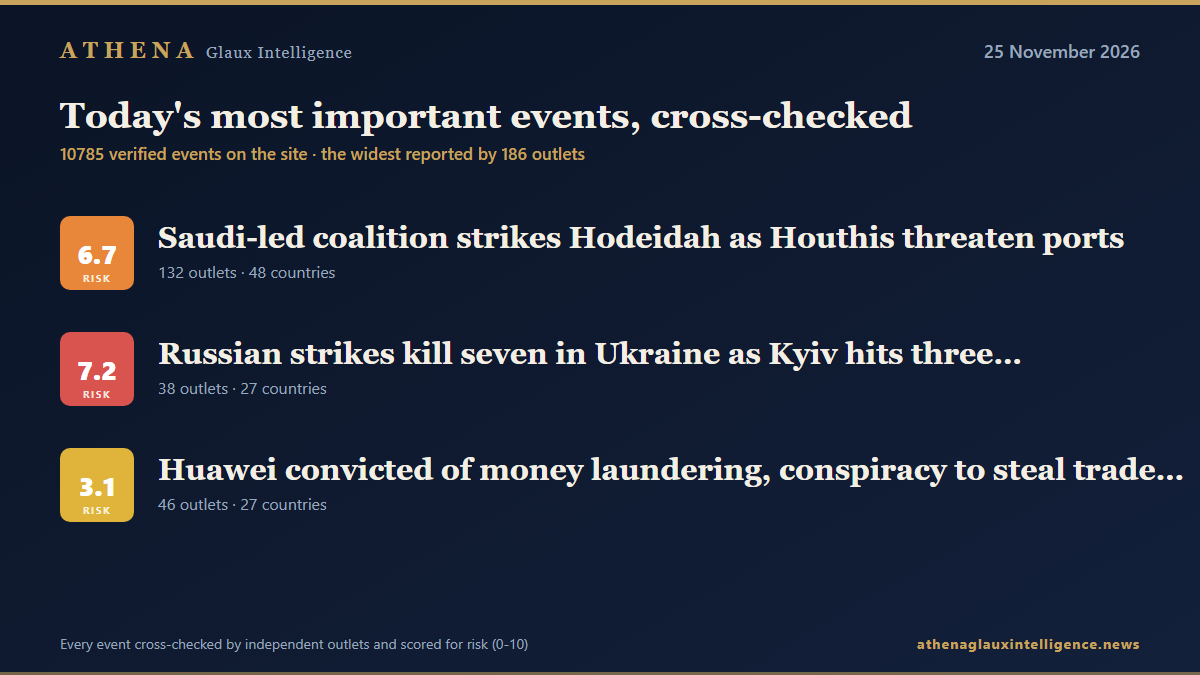 ATHENA Glaux Intelligence
25 November 2026
Today's most important events, cross-checked
10785 verified events on the site · the widest reported by 186 outlets
6.7
RISK
Saudi-led coalition strikes Hodeidah as Houthis threaten ports
132 outlets · 48 countries
7.2
RISK
Russian strikes kill seven in Ukraine as Kyiv hits three...
38 outlets · 27 countries
3.1
RISK
Huawei convicted of money laundering, conspiracy to steal trade...
46 outlets · 27 countries
Every event cross-checked by independent outlets and scored for risk (0-10)
athenaglauxintelligence.news